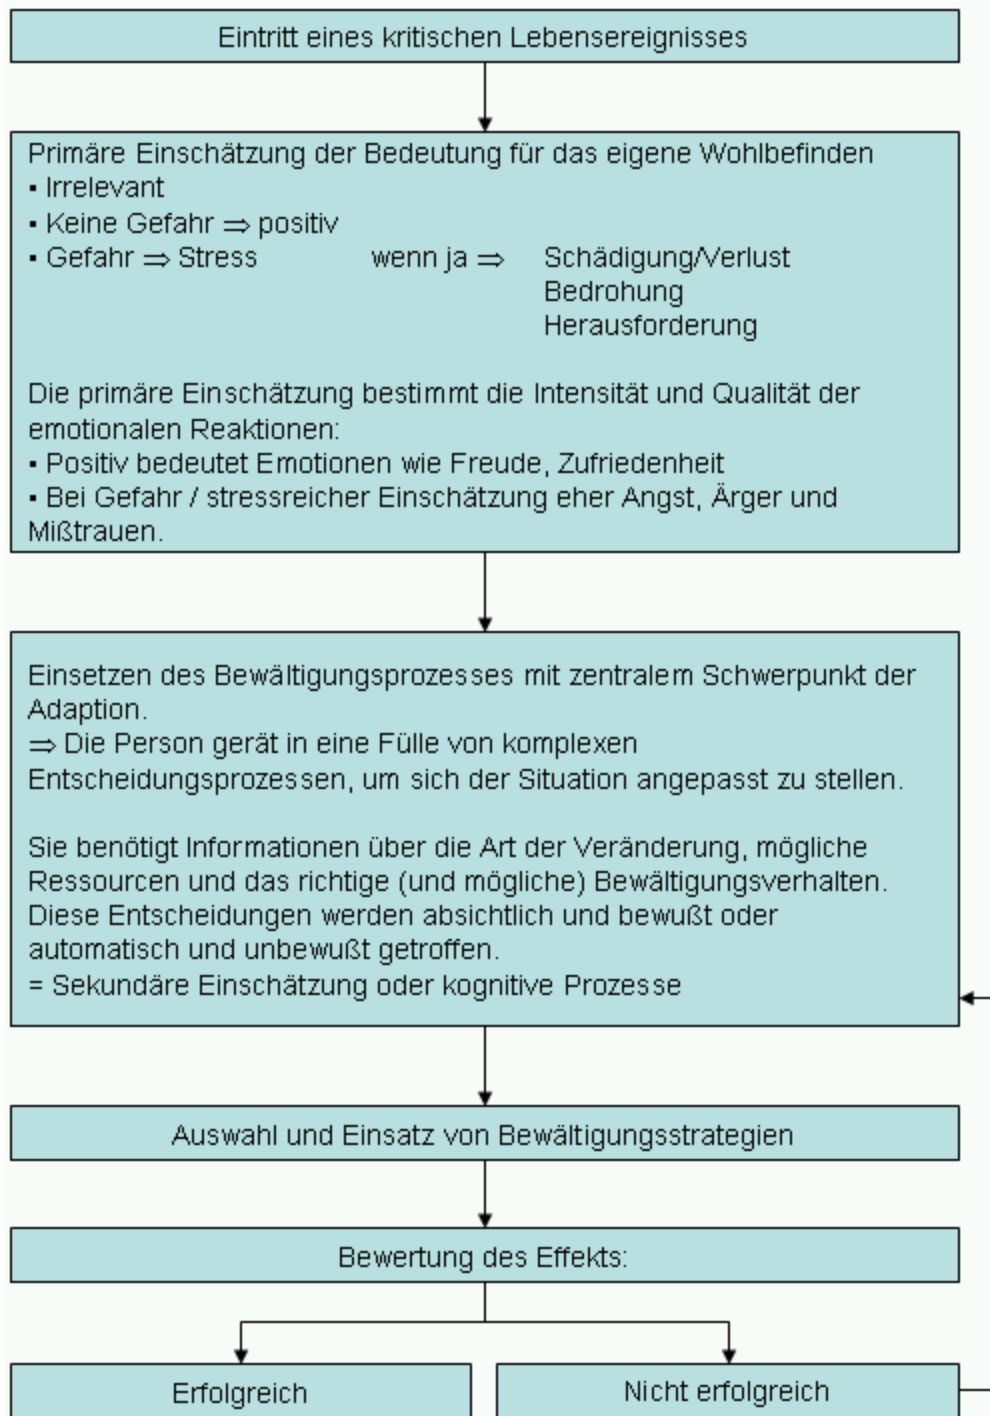 Eintritt eines kritischen Lebensereignisses
Primäre Einschätzung der Bedeutung für das eigene Wohlbefinden
▪ Irrelevant
▪ Keine Gefahr ⇒ positiv
▪ Gefahr ⇒ Stress wenn ja ⇒ Schädigung/Verlust
Bedrohung
Herausforderung
Die primäre Einschätzung bestimmt die Intensität und Qualität der
emotionalen Reaktionen:
▪ Positiv bedeutet Emotionen wie Freude, Zufriedenheit
▪ Bei Gefahr / stressreicher Einschätzung eher Angst, Ärger und
Mißtrauen.
Einsetzen des Bewältigungsprozesses mit zentralem Schwerpunkt der
Adaption.
⇒ Die Person gerät in eine Fülle von komplexen
Entscheidungsprozessen, um sich der Situation angepasst zu stellen.
Sie benötigt Informationen über die Art der Veränderung, mögliche
Ressourcen und das richtige (und mögliche) Bewältigungsverhalten.
Diese Entscheidungen werden absichtlich und bewußt oder
automatisch und unbewußt getroffen.
= Sekundäre Einschätzung oder kognitive Prozesse
Auswahl und Einsatz von Bewältigungsstrategien
Bewertung des Effekts:
Erfolgreich
Nicht erfolgreich